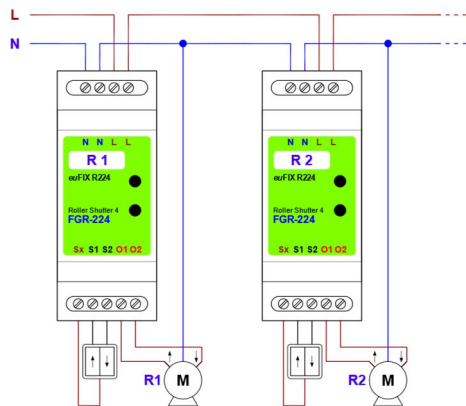 L
N
N N L L
R 1
euFIX R224
Roller Shutter 4
FGR-224
Sx S1 S2 O1 O2
R1
M
N N L L
R 2
euFIX R224
Roller Shutter 4
FGR-224
Sx S1 S2 O1 O2
R2
M